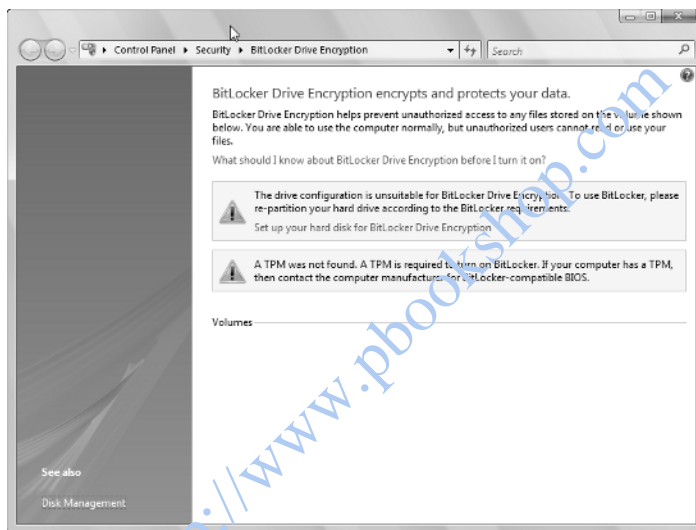 Control Panel ▸ Security ▸ BitLocker Drive Encryption
Search
BitLocker Drive Encryption encrypts and protects your data.
BitLocker Drive Encryption helps prevent unauthorized access to any files stored on the volume shown
below. You are able to use the computer normally, but unauthorized users cannot read or use your
files.
What should I know about BitLocker Drive Encryption before I turn it on?
The drive configuration is unsuitable for BitLocker Drive Encryption. To use BitLocker, please
re-partition your hard drive according to the BitLocker requirements.
Set up your hard disk for BitLocker Drive Encryption
A TPM was not found. A TPM is required to turn on BitLocker. If your computer has a TPM,
then contact the computer manufacturer for BitLocker-compatible BIOS.
Volumes
See also
Disk Management
://www.pbookshop.com